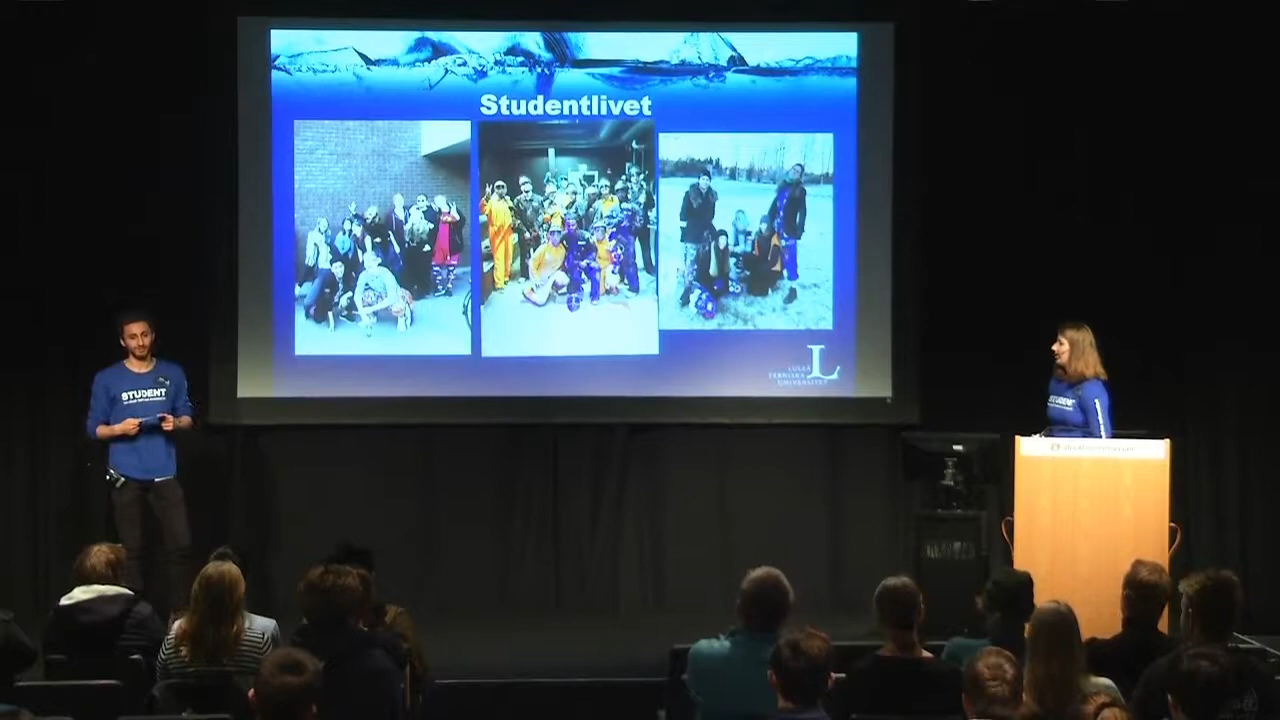 Studentlivet
LULEÅ
TEKNISKA
UNIVERSITET
STUDENT
STUDENT